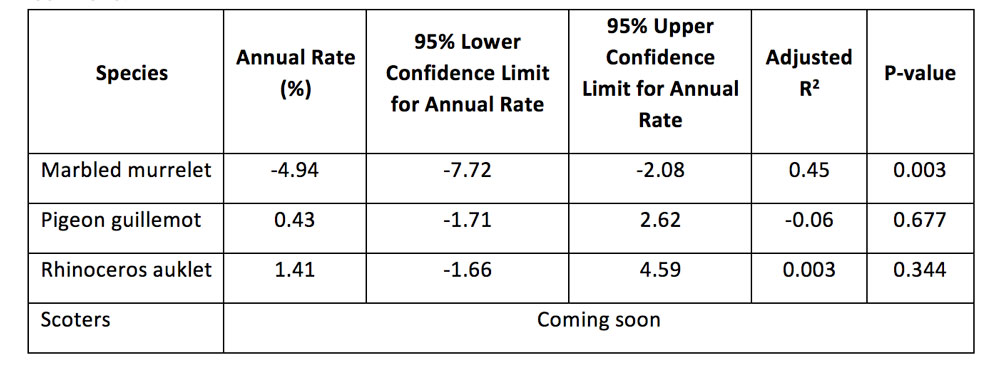 Species
Annual Rate
(%)
95% Lower
Confidence Limit
for Annual Rate
95% Upper
Confidence
Limit for Annual
Rate
Adjusted
R²
P-value
Marbled murrelet -4.94 -7.72 -2.08 0.45 0.003
Pigeon guillemot 0.43 -1.71 2.62 -0.06 0.677
Rhinoceros auklet 1.41 -1.66 4.59 0.003 0.344
Scoters Coming soon